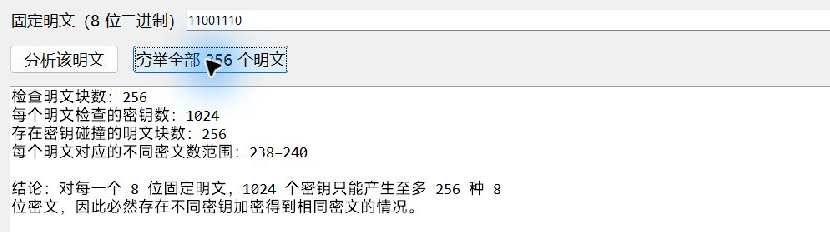 固定明文（8 位二进制） 11001110
分析该明文 穷举全部 256 个明文
检查明文块数: 256
每个明文检查的密钥数: 1024
存在密钥碰撞的明文块数: 256
每个明文对应的不同密文数范围: 238–240
结论: 对每一个 8 位固定明文, 1024 个密钥只能产生至多 256 种 8
位密文, 因此必然存在不同密钥加密得到相同密文的情况。